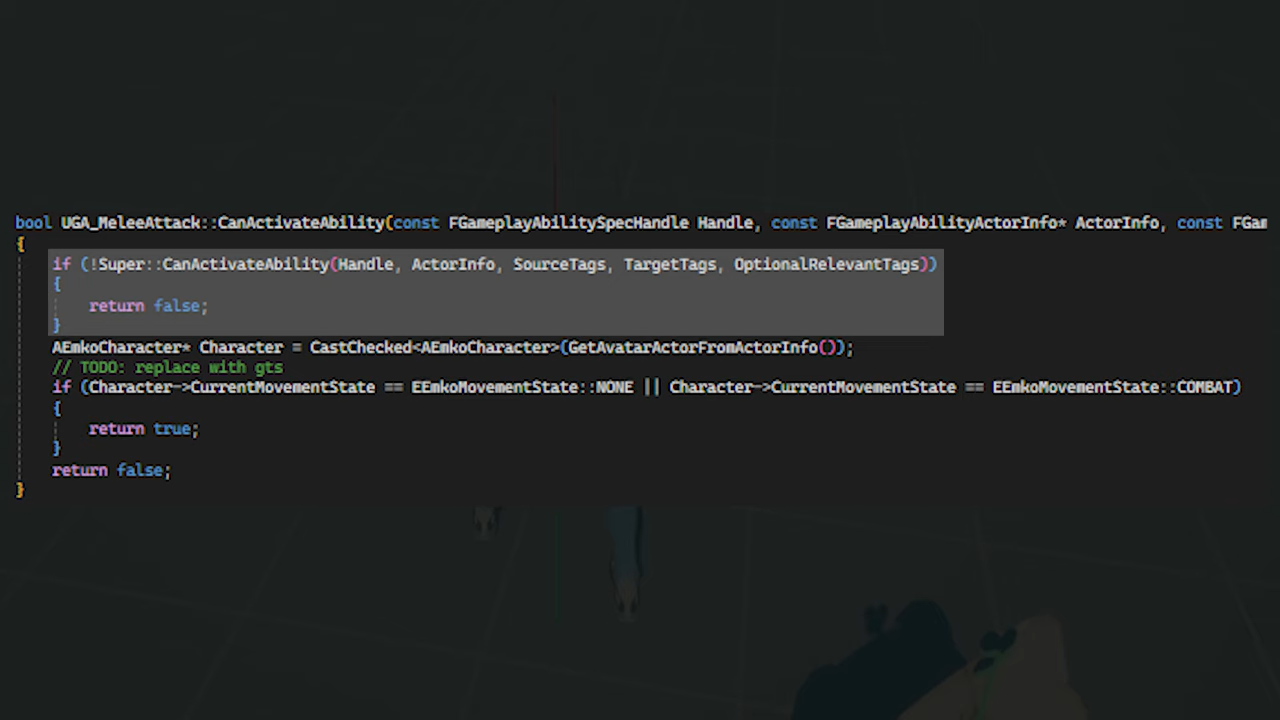 bool UGA_MeleeAttack::CanActivateAbility(const FGameplayAbilitySpecHandle Handle, const FGameplayAbilityActorInfo* ActorInfo, const FGam
{
if (!Super::CanActivateAbility(Handle, ActorInfo, SourceTags, TargetTags, OptionalRelevantTags))
{
return false;
}
AEmkoCharacter* Character = CastChecked<AEmkoCharacter>(GetAvatarActorFromActorInfo());
// TODO: replace with gts
if (Character->CurrentMovementState == EEmkoMovementState::NONE || Character->CurrentMovementState == EEmkoMovementState::COMBAT)
{
return true;
}
return false;
}